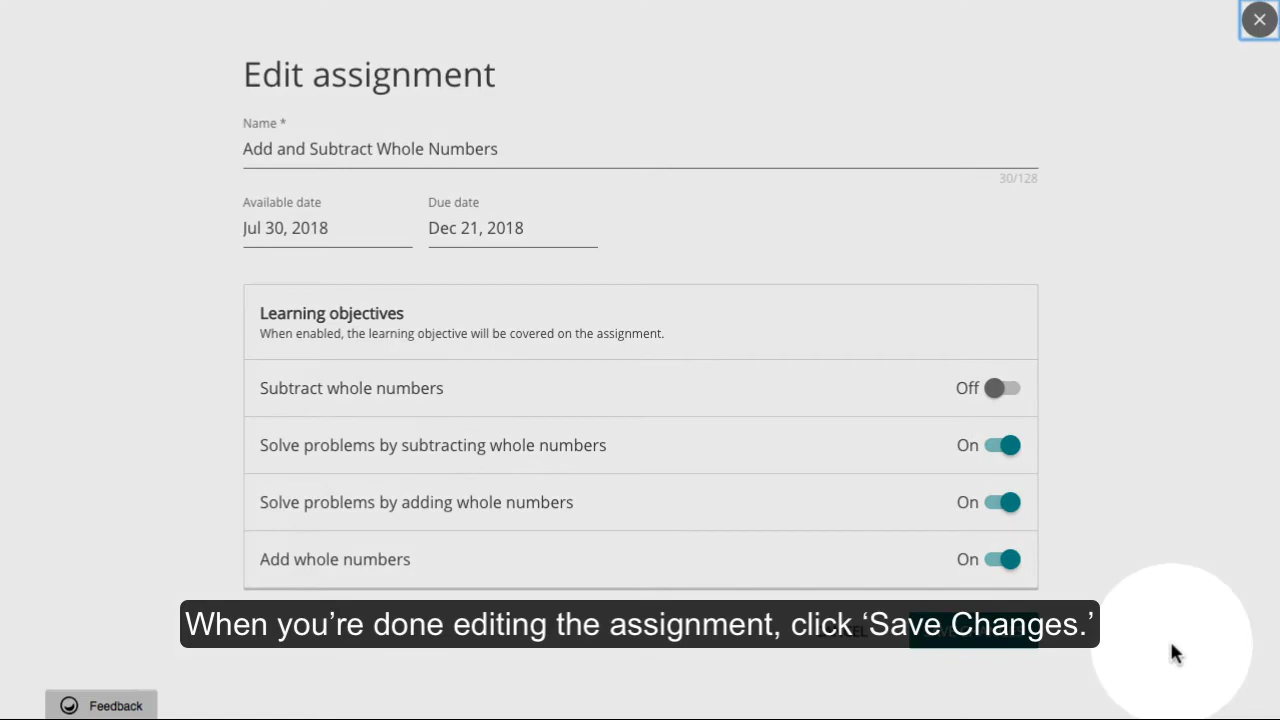 Edit assignment
Name *
Add and Subtract Whole Numbers
30/128
Available date
Due date
Jul 30, 2018
Dec 21, 2018
Learning objectives
When enabled, the learning objective will be covered on the assignment.
Subtract whole numbers
Off
Solve problems by subtracting whole numbers
On
Solve problems by adding whole numbers
On
Add whole numbers
On
When you’re done editing the assignment, click ‘Save Changes.’
Feedback